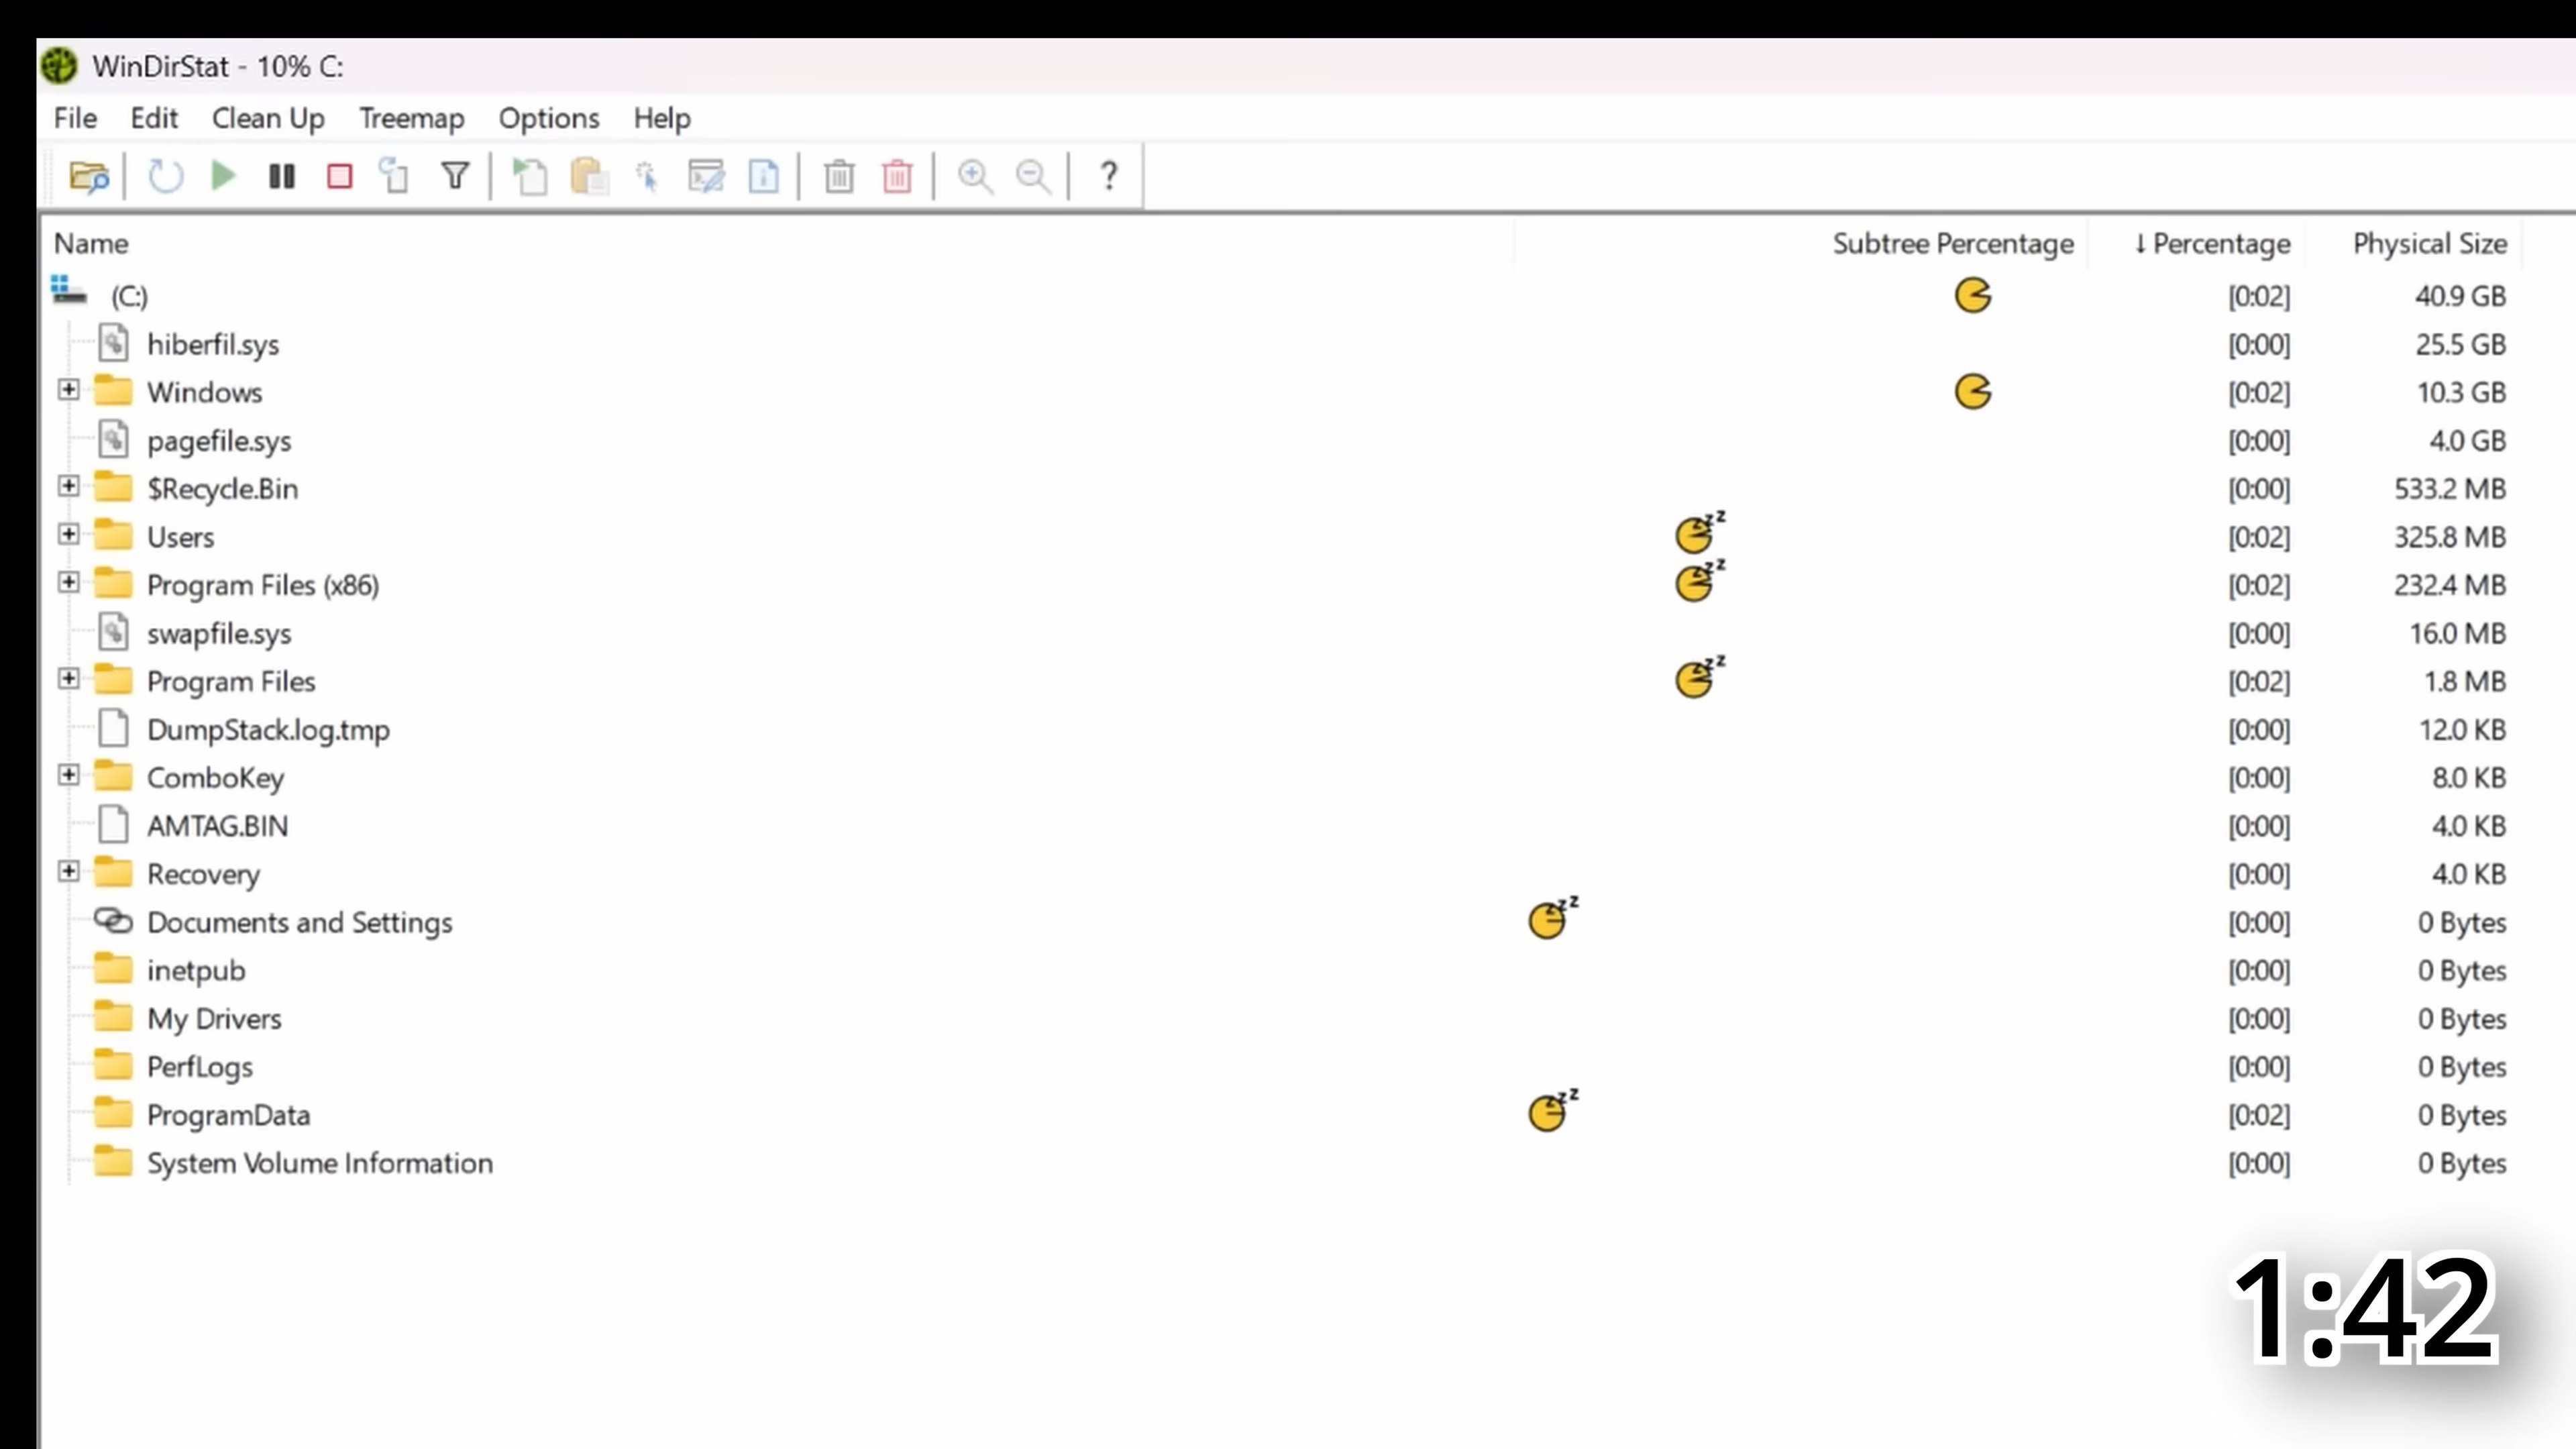 WinDirStat - 10% C:
File Edit Clean Up Treemap Options Help
?
Name Subtree Percentage ↓ Percentage Physical Size
(C:) [0:02] 40.9 GB
hiberfil.sys [0:00] 25.5 GB
Windows [0:02] 10.3 GB
pagefile.sys [0:00] 4.0 GB
$Recycle.Bin [0:00] 533.2 MB
Users zzz [0:02] 325.8 MB
Program Files (x86) zzz [0:02] 232.4 MB
swapfile.sys [0:00] 16.0 MB
Program Files zzz [0:02] 1.8 MB
DumpStack.log.tmp [0:00] 12.0 KB
ComboKey [0:00] 8.0 KB
AMTAG.BIN [0:00] 4.0 KB
Recovery [0:00] 4.0 KB
Documents and Settings zzz [0:00] 0 Bytes
inetpub [0:00] 0 Bytes
My Drivers [0:00] 0 Bytes
PerfLogs [0:00] 0 Bytes
ProgramData zzz [0:02] 0 Bytes
System Volume Information [0:00] 0 Bytes
1:42